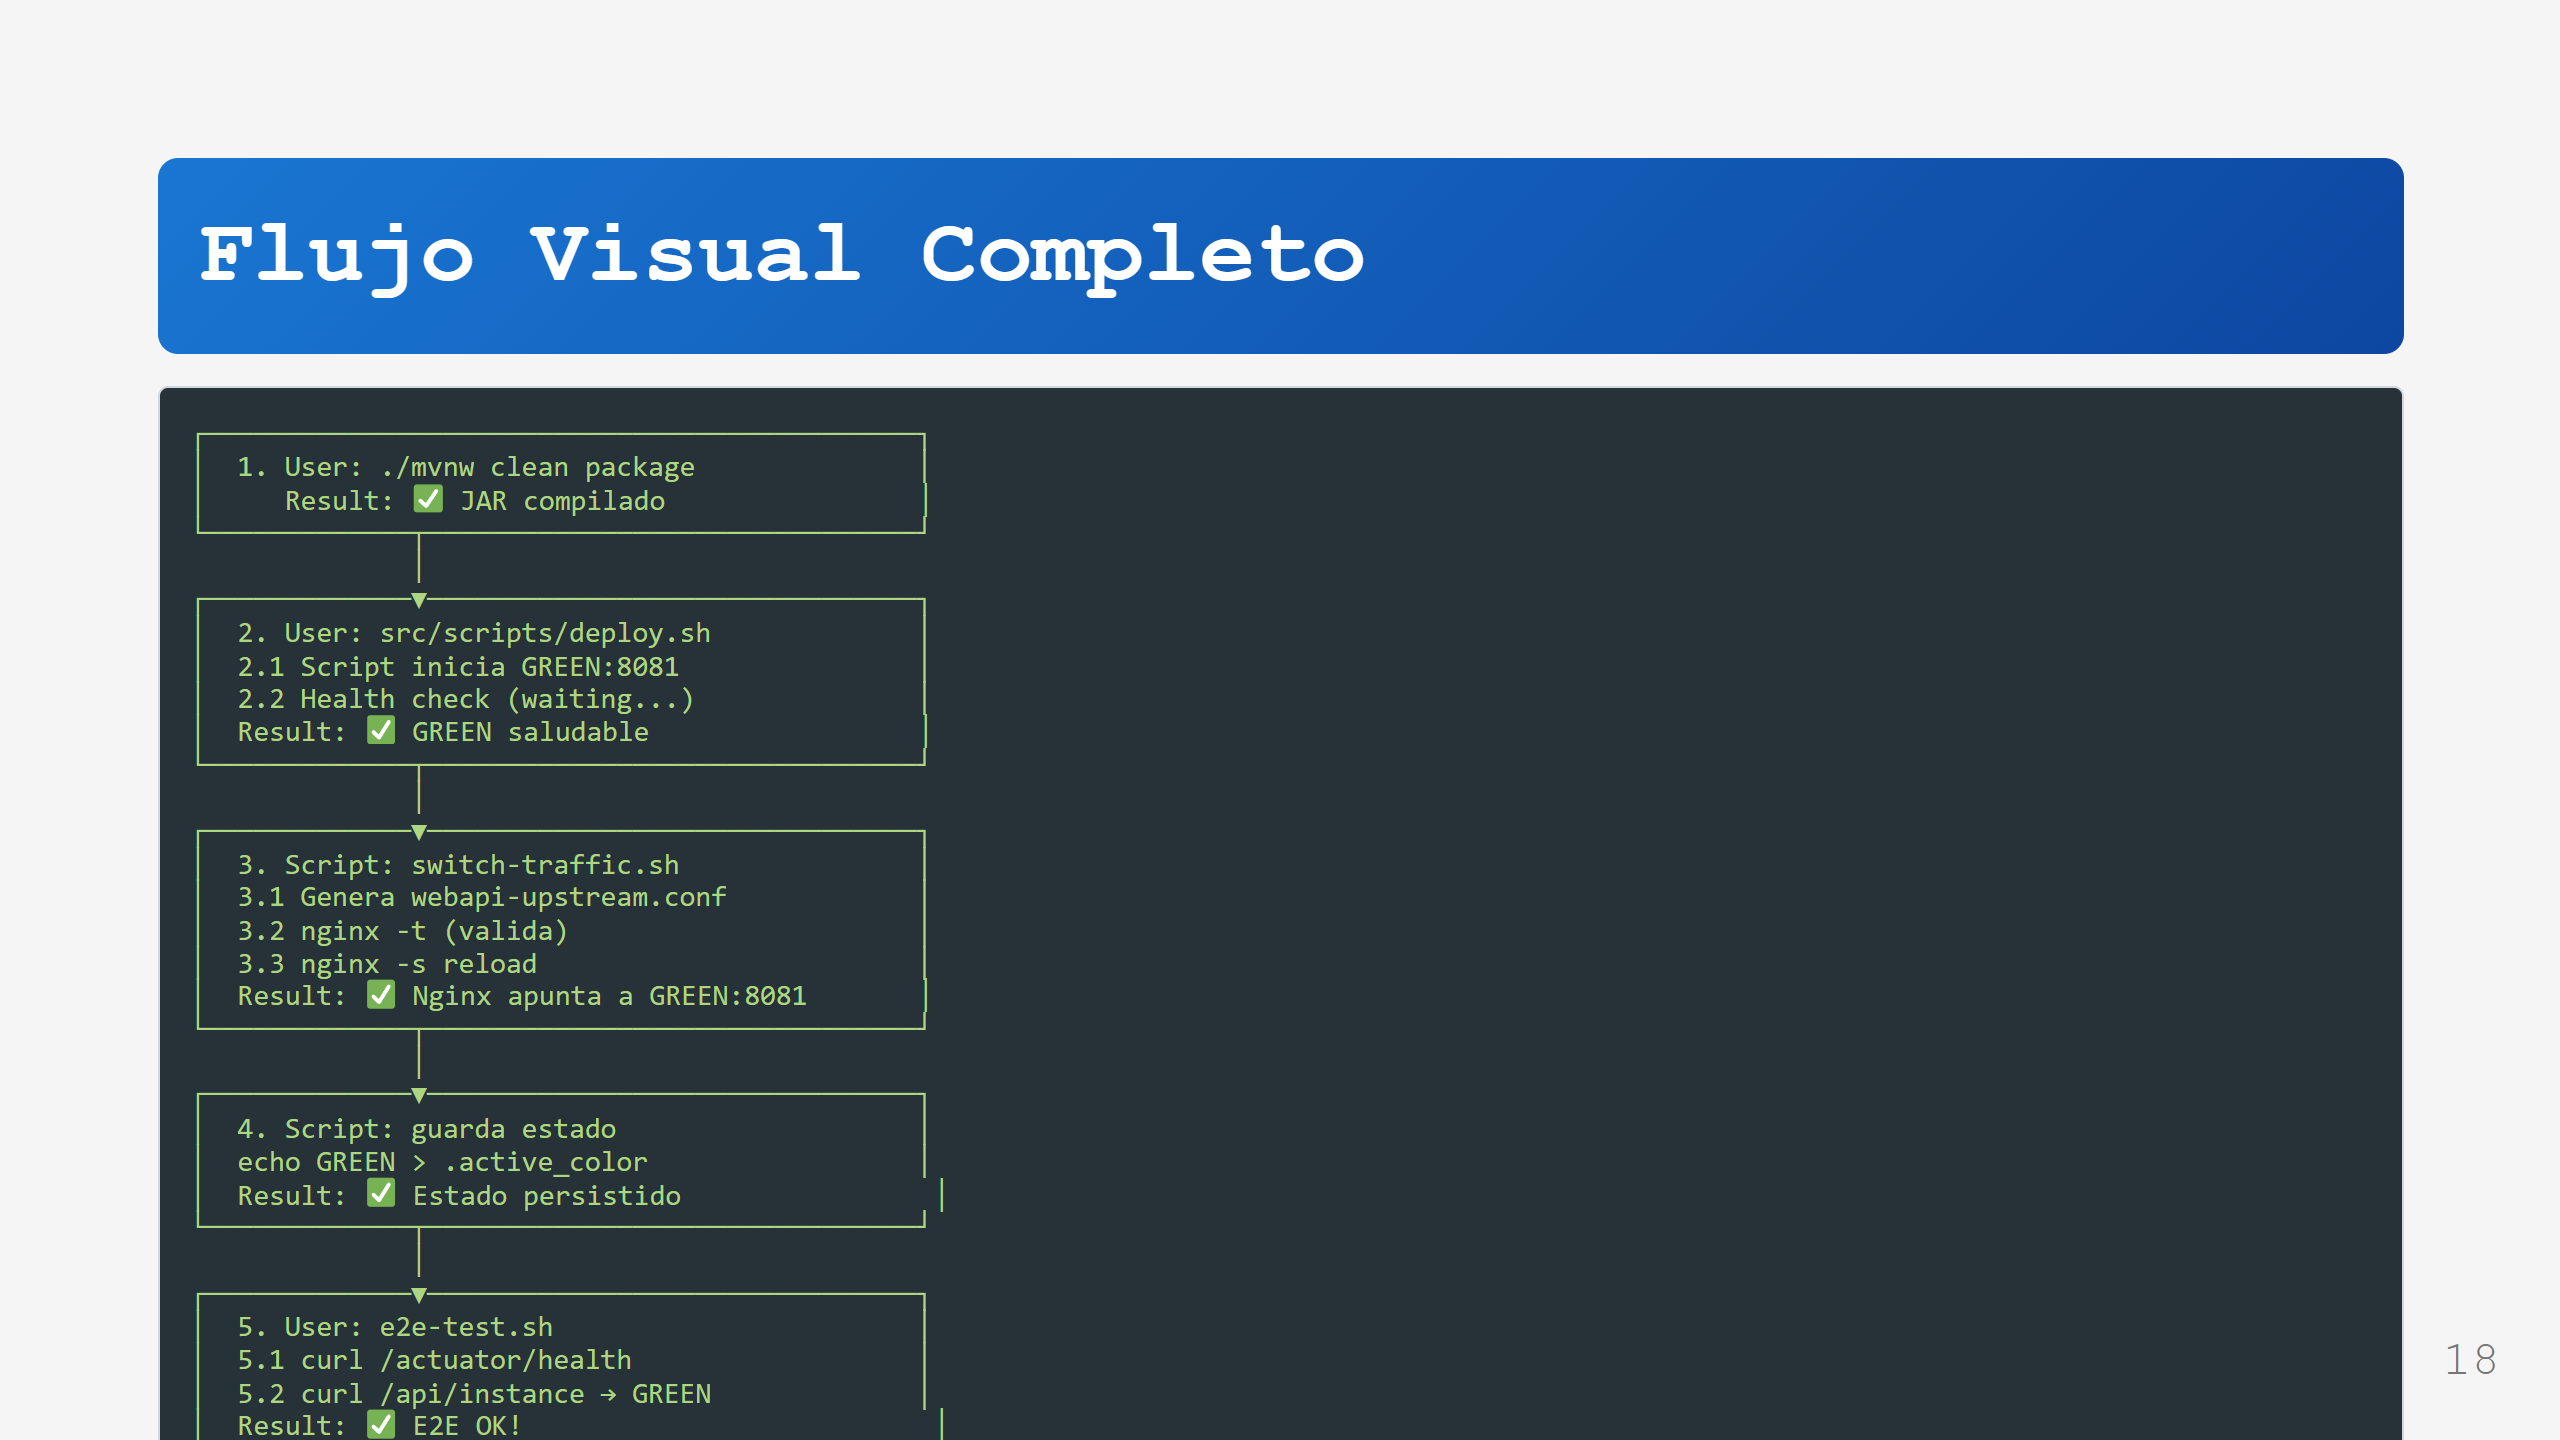 Flujo Visual Completo
1. User: ./mvnw clean package
Result: ✅ JAR compilado
2. User: src/scripts/deploy.sh
2.1 Script inicia GREEN:8081
2.2 Health check (waiting...)
Result: ✅ GREEN saludable
3. Script: switch-traffic.sh
3.1 Genera webapi-upstream.conf
3.2 nginx -t (valida)
3.3 nginx -s reload
Result: ✅ Nginx apunta a GREEN:8081
4. Script: guarda estado
echo GREEN > .active_color
Result: ✅ Estado persistido
5. User: e2e-test.sh
5.1 curl /actuator/health
5.2 curl /api/instance → GREEN
Result: ✅ E2E OK!
18